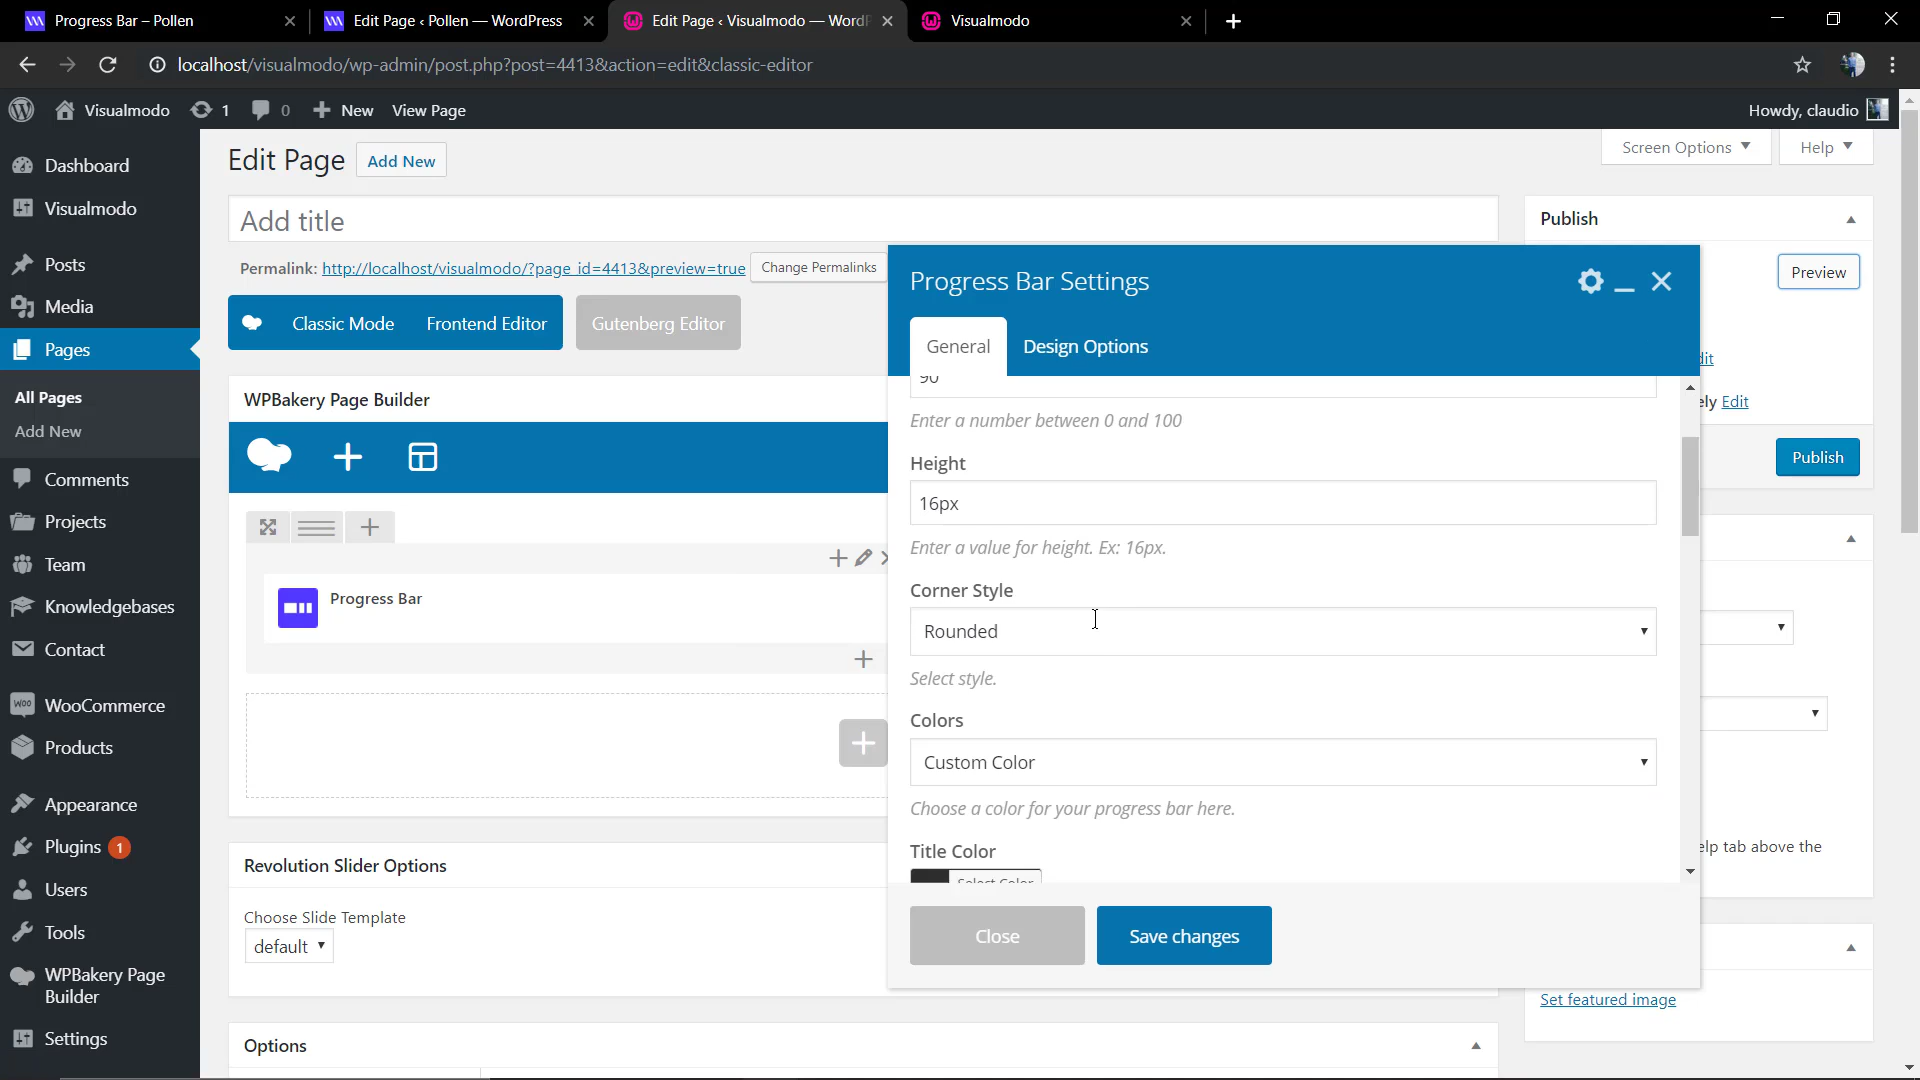 Progress Bar – Pollen
Edit Page ‹ Pollen — WordPress
Edit Page ‹ Visualmodo — WordP
Visualmodo
localhost/visualmodo/wp-admin/post.php?post=4413&action=edit&classic-editor
Visualmodo
1
0
New
View Page
Howdy, claudio
Dashboard
Visualmodo
Posts
Media
Pages
All Pages
Add New
Comments
Projects
Team
Knowledgebases
Contact
WooCommerce
Products
Appearance
Plugins 1
Users
Tools
WPBakery Page
Builder
Settings
Edit Page
Add New
Screen Options
Help
Add title
Permalink: http://localhost/visualmodo/?page_id=4413&preview=true
Change Permalinks
Classic Mode
Frontend Editor
Gutenberg Editor
WPBakery Page Builder
Progress Bar
Revolution Slider Options
Choose Slide Template
default
Options
Progress Bar Settings
General
Design Options
90
Enter a number between 0 and 100
Height
16px
Enter a value for height. Ex: 16px.
Corner Style
Rounded
Select style.
Colors
Custom Color
Choose a color for your progress bar here.
Title Color
Select Color
Close
Save changes
Publish
Preview
dit
ely Edit
Publish
elp tab above the
Set featured image